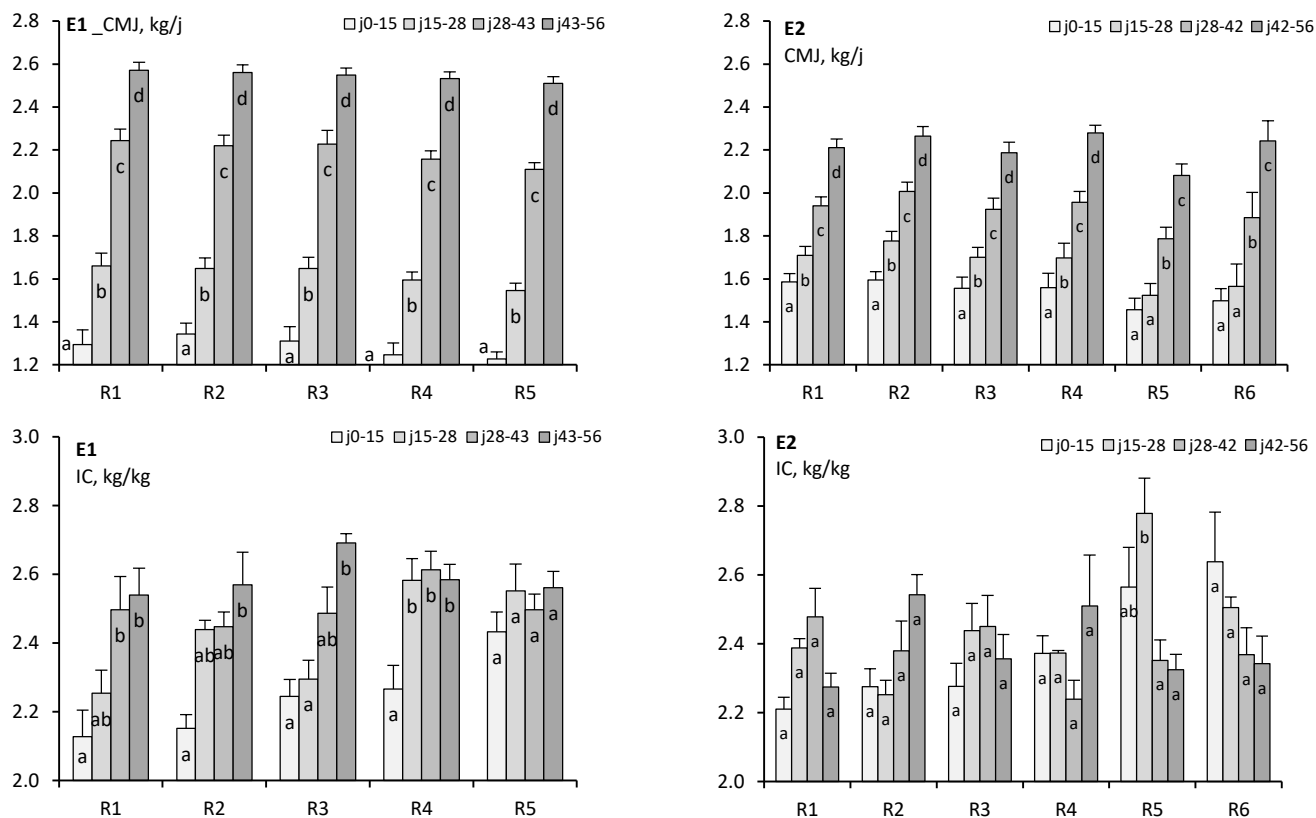 E1 _CMJ, kg/j
j0-15 j15-28 j28-43 j43-56
2.8
2.6
2.4
2.2
2.0
1.8
1.6
1.4
1.2
a b c d
a b c d
a b c d
a b c d
a b c d
R1 R2 R3 R4 R5
E2
CMJ, kg/j
j0-15 j15-28 j28-42 j42-56
2.8
2.6
2.4
2.2
2.0
1.8
1.6
1.4
1.2
a b c d
a b c d
a b c d
a b c d
a a b c
a a b c
R1 R2 R3 R4 R5 R6
E1
IC, kg/kg
j0-15 j15-28 j28-43 j43-56
3.0
2.8
2.6
2.4
2.2
2.0
a ab b b
a ab ab b
a a ab b
a b b b
a a a a
R1 R2 R3 R4 R5
E2
IC, kg/kg
j0-15 j15-28 j28-42 j42-56
3.0
2.8
2.6
2.4
2.2
2.0
a a a a
a a a a
a a a a
a a a a
ab b a a
a a a a
R1 R2 R3 R4 R5 R6